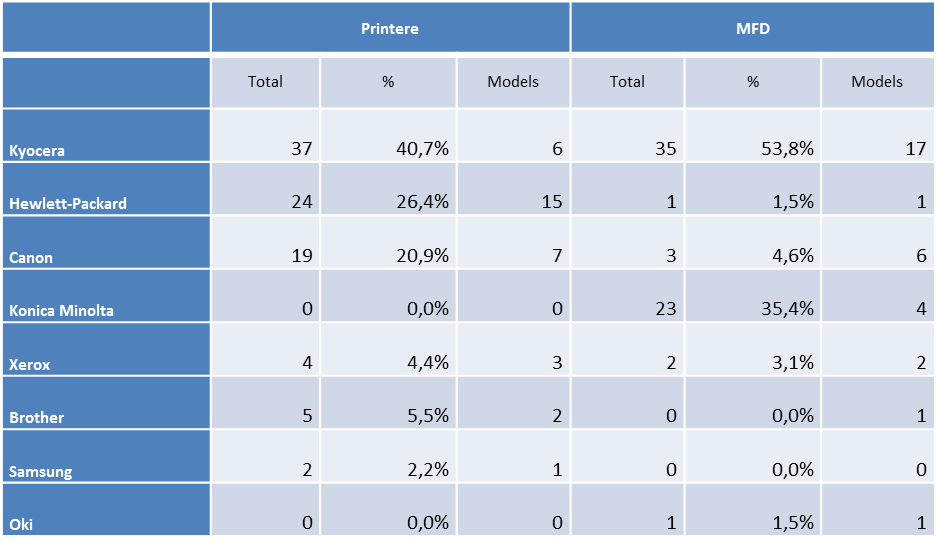 Printere MFD
Total % Models Total % Models
Kyocera 37 40,7% 6 35 53,8% 17
Hewlett-Packard 24 26,4% 15 1 1,5% 1
Canon 19 20,9% 7 3 4,6% 6
Konica Minolta 0 0,0% 0 23 35,4% 4
Xerox 4 4,4% 3 2 3,1% 2
Brother 5 5,5% 2 0 0,0% 1
Samsung 2 2,2% 1 0 0,0% 0
Oki 0 0,0% 0 1 1,5% 1